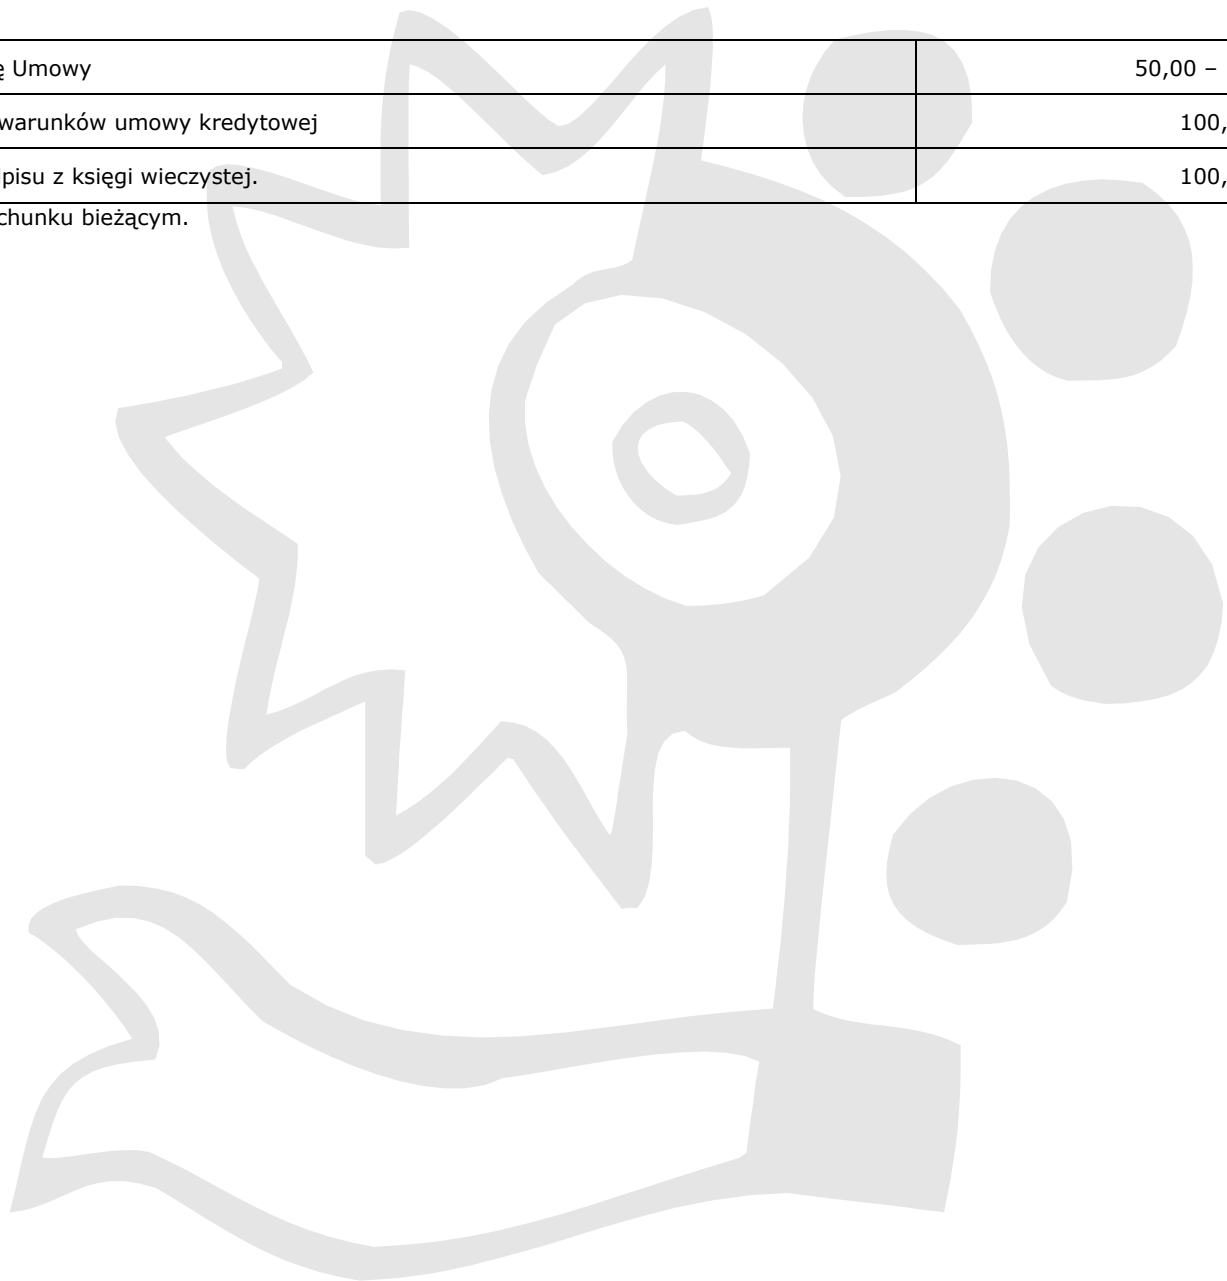 ę Umowy 50,00 –
warunków umowy kredytowej 100,
pisu z księgi wieczystej. 100,
chunku bieżącym.